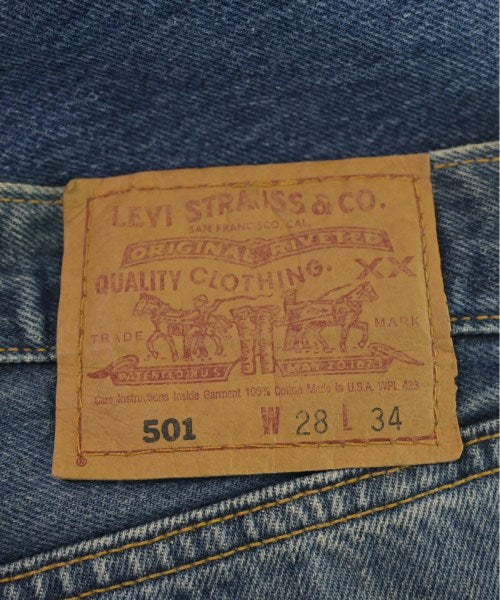 LEVI STRAUSS & CO.
SAN FRANCISCO, CAL.
ORIGINAL RIVETED
QUALITY CLOTHING. XX
TRADE MARK
PATENTED IN U.S. MAY 20, 1873
Care Instructions Inside Garment 100% Cotton Made In U.S.A. WPL 423
501 W 28 L 34
®